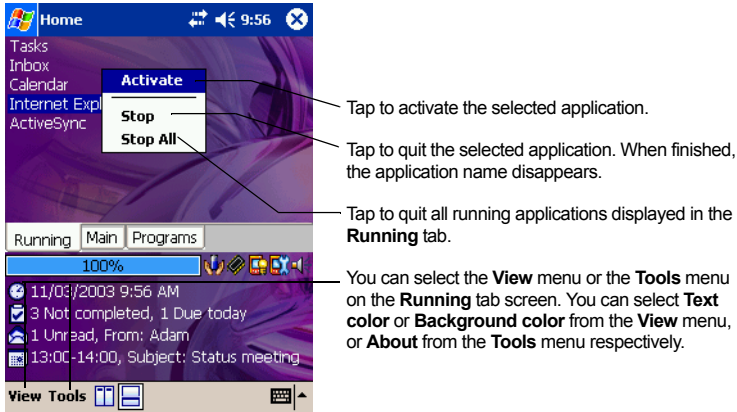 Home 9:56
Tasks
Inbox
Calendar
Internet Expl
ActiveSync
Activate
Stop
Stop All
Running Main Programs
100%
11/03/2003 9:56 AM
3 Not completed, 1 Due today
1 Unread, From: Adam
13:00-14:00, Subject: Status meeting
View Tools
Tap to activate the selected application.
Tap to quit the selected application. When finished,
the application name disappears.
Tap to quit all running applications displayed in the
Running tab.
You can select the View menu or the Tools menu
on the Running tab screen. You can select Text
color or Background color from the View menu,
or About from the Tools menu respectively.